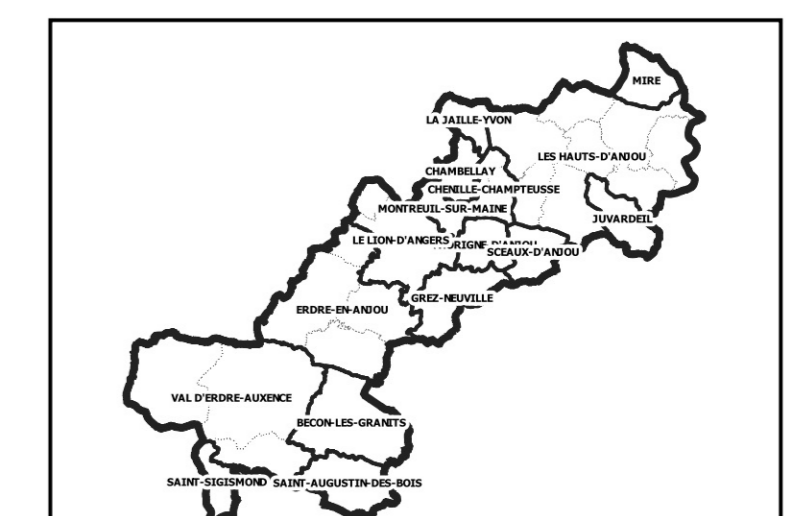 MIRE
LA JAILLE-YVON
LES HAUTS-D'ANJOU
CHAMBELLAY
CHENILLE-CHAMPTEUSSE
MONTREUIL-SUR-MAINE
JUVARDEIL
LE LION-D'ANGERS
SCEAUX-D'ANJOU
GREZ-NEUVILLE
ERDRE-EN-ANJOU
VAL D'ERDRE-AUXENCE
BECON-LES-GRANITS
SAINT-SIGISMOND
SAINT-AUGUSTIN-DES-BOIS